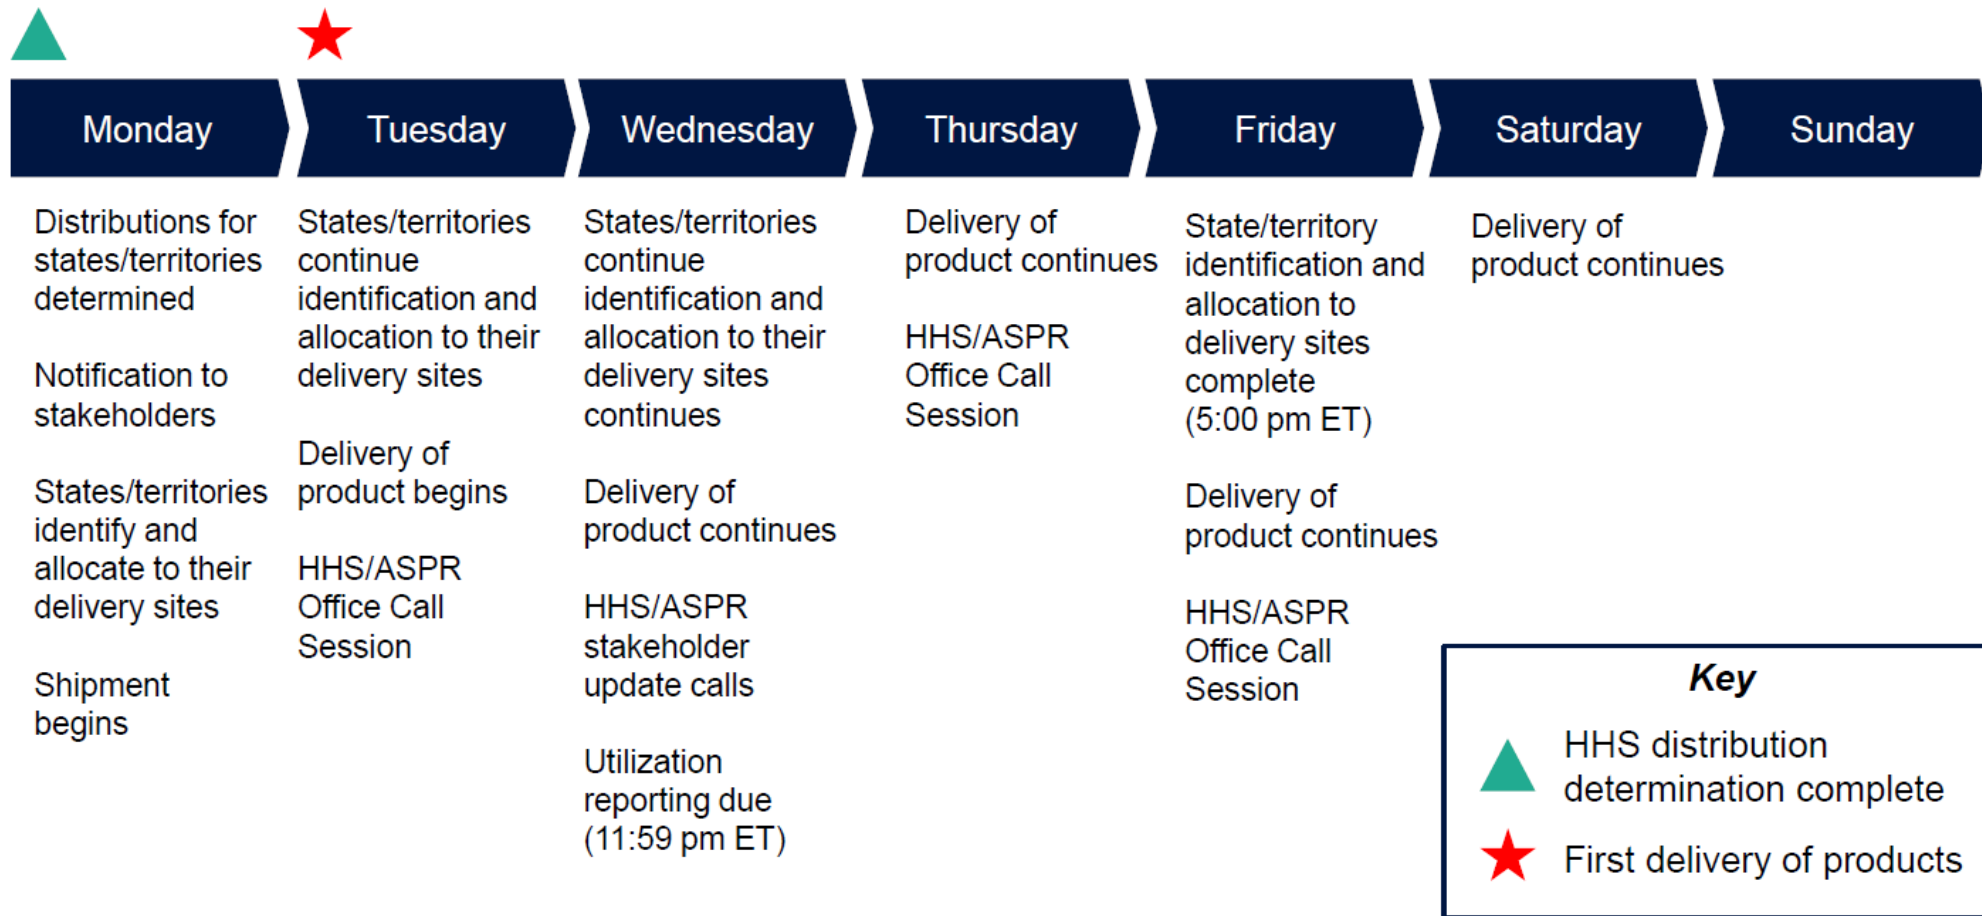 Monday
Tuesday
Wednesday
Thursday
Friday
Saturday
Sunday
Distributions for
states/territories
determined
Notification to
stakeholders
States/territories
identify and
allocate to their
delivery sites
Shipment
begins
States/territories
continue
identification and
allocation to their
delivery sites
Delivery of
product begins
HHS/ASPR
Office Call
Session
States/territories
continue
identification and
allocation to their
delivery sites
continues
Delivery of
product continues
HHS/ASPR
stakeholder
update calls
Utilization
reporting due
(11:59 pm ET)
Delivery of
product continues
HHS/ASPR
Office Call
Session
State/territory
identification and
allocation to
delivery sites
complete
(5:00 pm ET)
Delivery of
product continues
HHS/ASPR
Office Call
Session
Delivery of
product continues
Key
HHS distribution
determination complete
First delivery of products